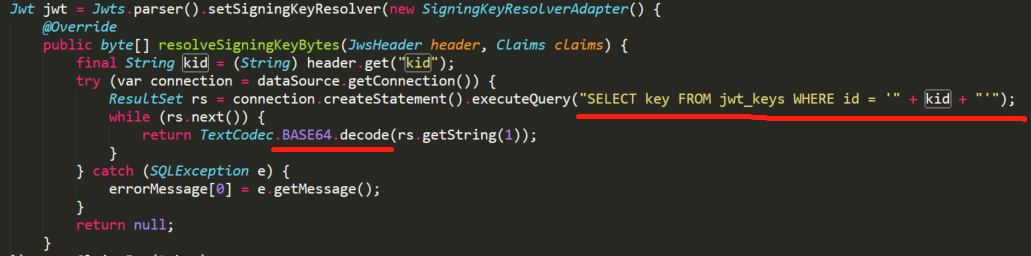 Jwt jwt = Jwts.parser().setSigningKeyResolver(new SigningKeyResolverAdapter() {
@Override
public byte[] resolveSigningKeyBytes(JwsHeader header, Claims claims) {
final String kid = (String) header.get("kid");
try (var connection = dataSource.getConnection()) {
ResultSet rs = connection.createStatement().executeQuery("SELECT key FROM jwt_keys WHERE id = '" + kid + "'");
while (rs.next()) {
return TextCodec.BASE64.decode(rs.getString(1));
}
} catch (SQLException e) {
errorMessage[0] = e.getMessage();
}
return null;
}